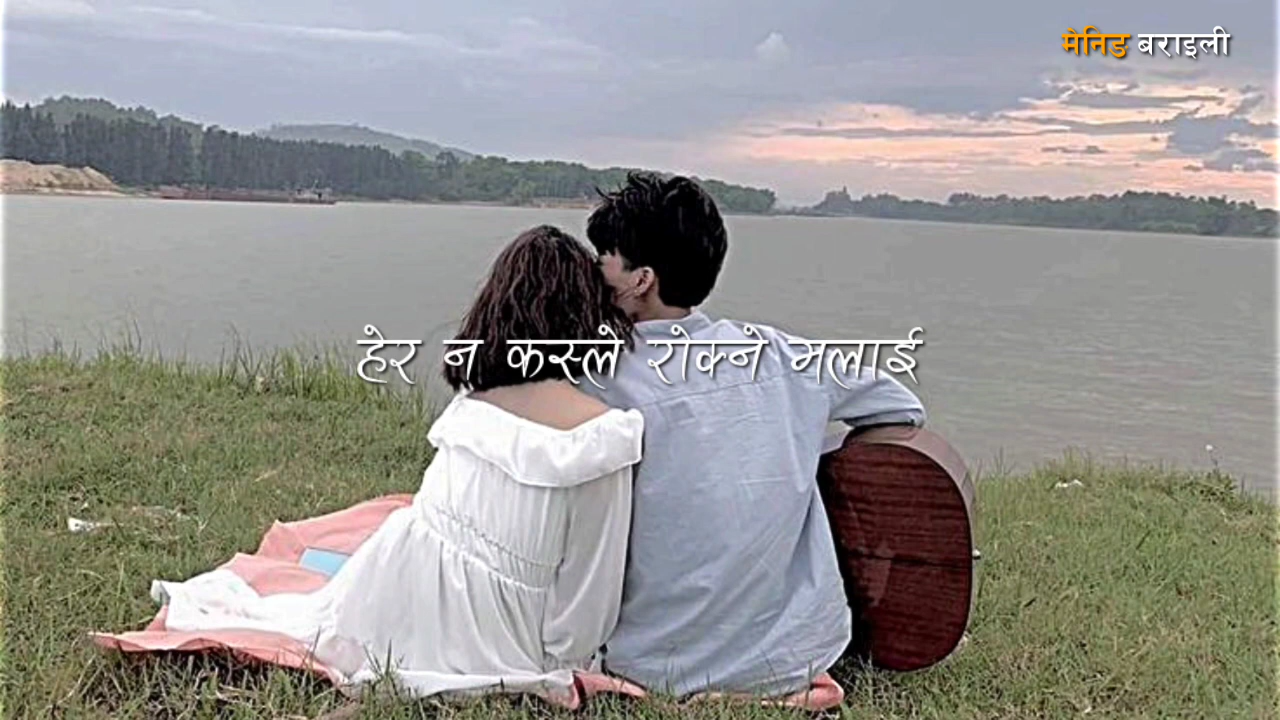 मेनिङ बराइली
हेर न कस्ले रोक्ने मलाई